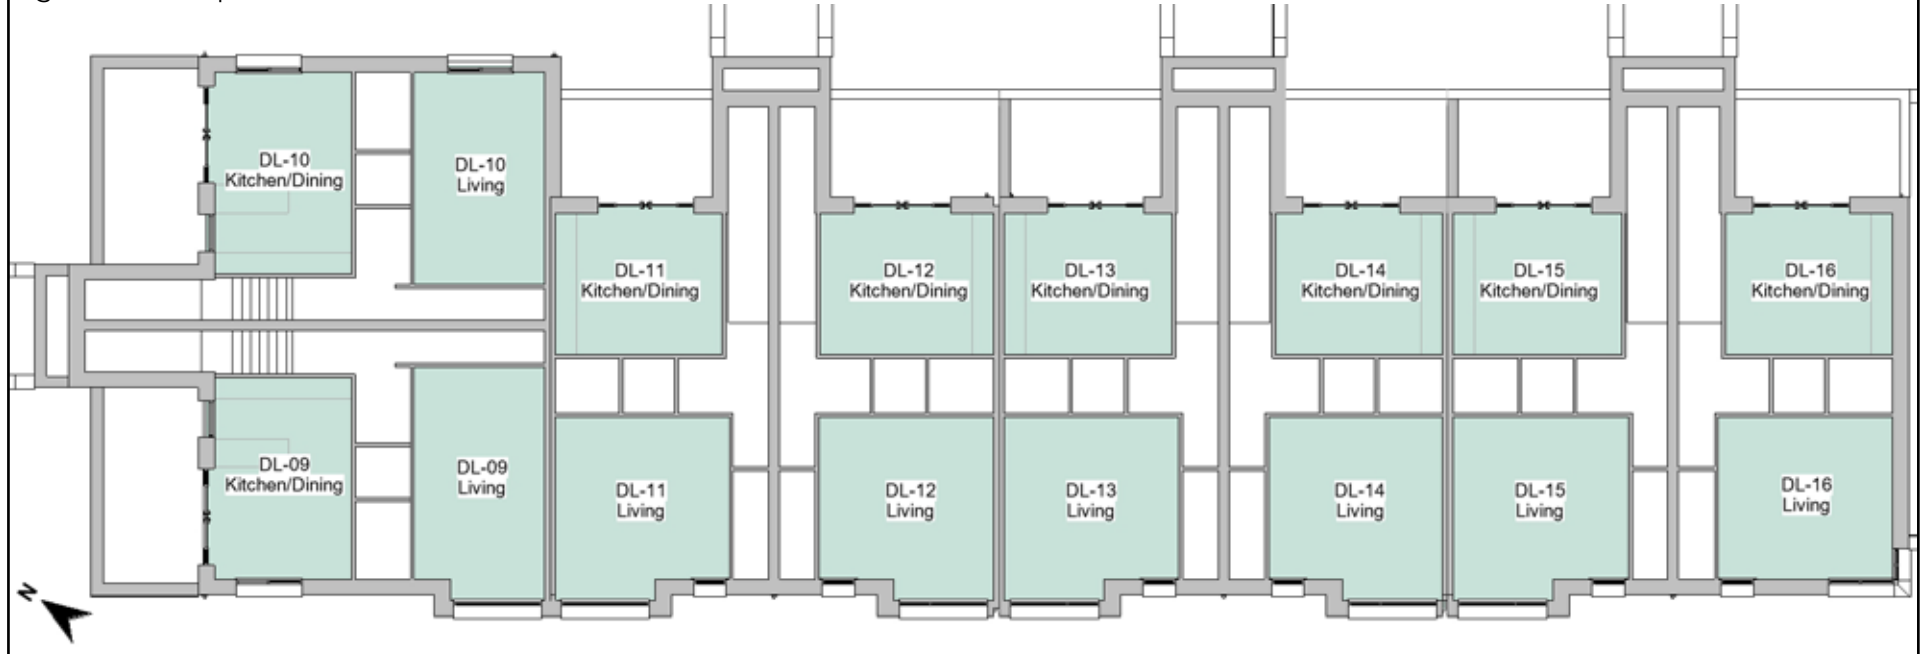 DL-10
Kitchen/Dining
DL-10
Living
DL-11
Kitchen/Dining
DL-12
Kitchen/Dining
DL-13
Kitchen/Dining
DL-14
Kitchen/Dining
DL-15
Kitchen/Dining
DL-16
Kitchen/Dining
DL-09
Kitchen/Dining
DL-09
Living
DL-11
Living
DL-12
Living
DL-13
Living
DL-14
Living
DL-15
Living
DL-16
Living
N